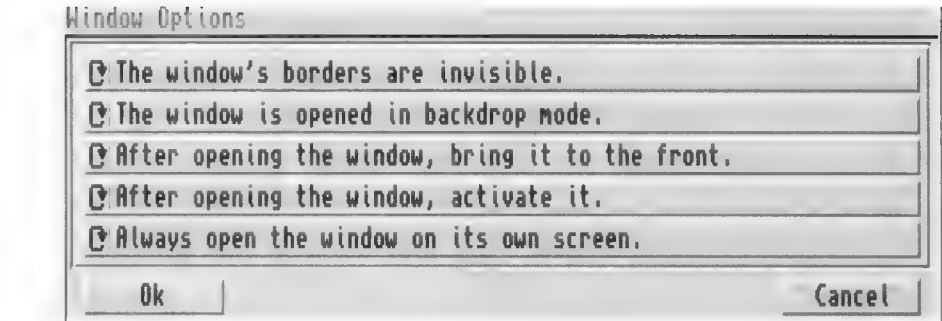 Window Options
The window's borders are invisible.
The window is opened in backdrop mode.
After opening the window, bring it to the front.
After opening the window, activate it.
Always open the window on its own screen.
Ok Cancel